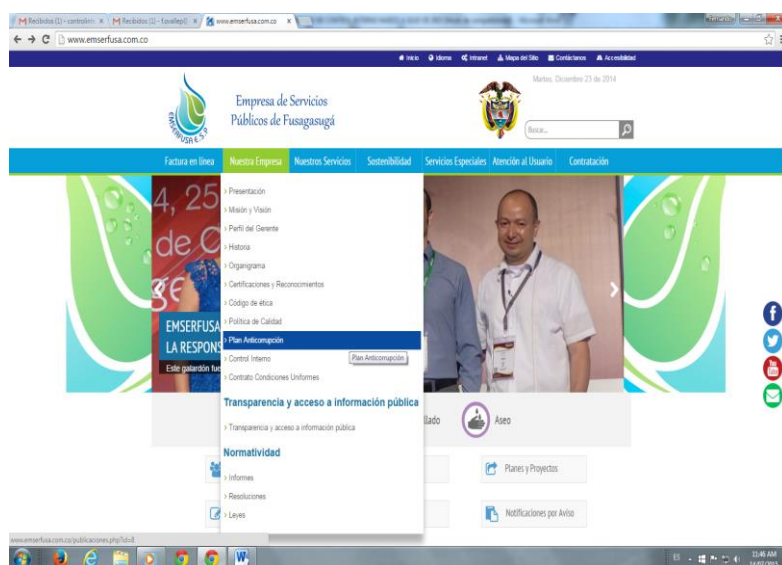 Recibidos (1) -
Recibidos (1) -
www.emserfusa.com.co
www.emserfusa.com.co
Inicio
Idioma
Intranet
Mapa del Sitio
Contáctanos
Accesibilidad
Martes, Diciembre 23 de 2014
EMSERFUSA E.S.P
Empresa de Servicios
Públicos de Fusagasugá
Buscar...
Factura en línea
Nuestra Empresa
Nuestros Servicios
Sostenibilidad
Servicios Especiales
Atención al Usuario
Contratación
› Presentación
› Misión y Visión
› Perfil del Gerente
› Historia
› Organigrama
› Certificaciones y Reconocimientos
› Código de ética
› Política de Calidad
› Plan Anticorrupción
Plan Anticorrupción
› Control Interno
› Contrato Condiciones Uniformes
Transparencia y acceso a información pública
› Transparencia y acceso a información pública
Normatividad
› Informes
› Resoluciones
› Leyes
4, 25
de C
EMSERFUSA
LA RESPONS
Este galardón fue
llado
Aseo
Planes y Proyectos
Notificaciones por Aviso
www.emserfusa.com.co/publicaciones.php?id=8
ES
11:46 AM